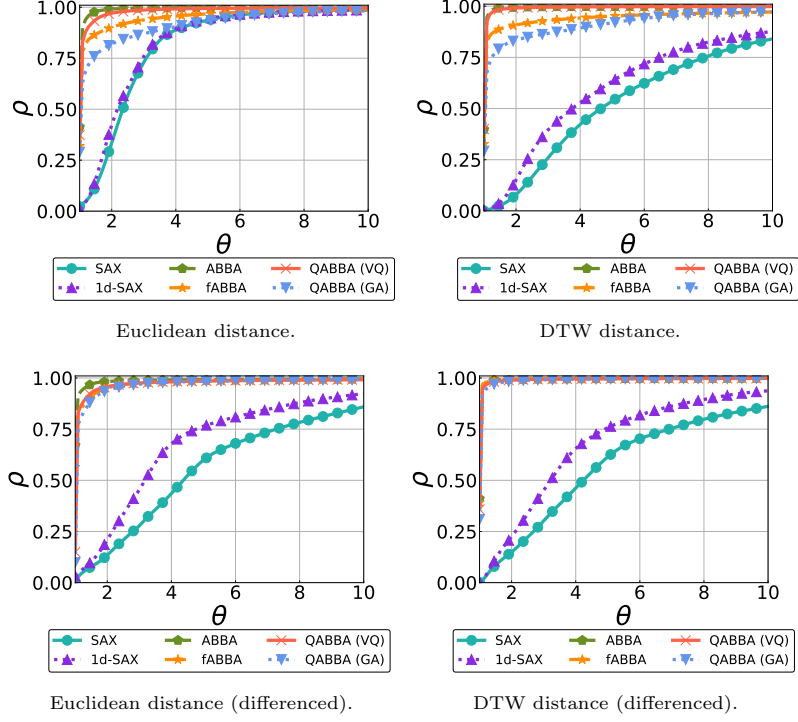 1.00
0.75
0.50
0.25
0.00
ρ
2 4 6 8 10
θ
SAX ABBA QABBA (VQ)
1d-SAX fABBA QABBA (GA)
Euclidean distance.
1.00
0.75
0.50
0.25
0.00
ρ
2 4 6 8 10
θ
SAX ABBA QABBA (VQ)
1d-SAX fABBA QABBA (GA)
DTW distance.
1.00
0.75
0.50
0.25
0.00
ρ
2 4 6 8 10
θ
SAX ABBA QABBA (VQ)
1d-SAX fABBA QABBA (GA)
Euclidean distance (differenced).
1.00
0.75
0.50
0.25
0.00
ρ
2 4 6 8 10
θ
SAX ABBA QABBA (VQ)
1d-SAX fABBA QABBA (GA)
DTW distance (differenced).